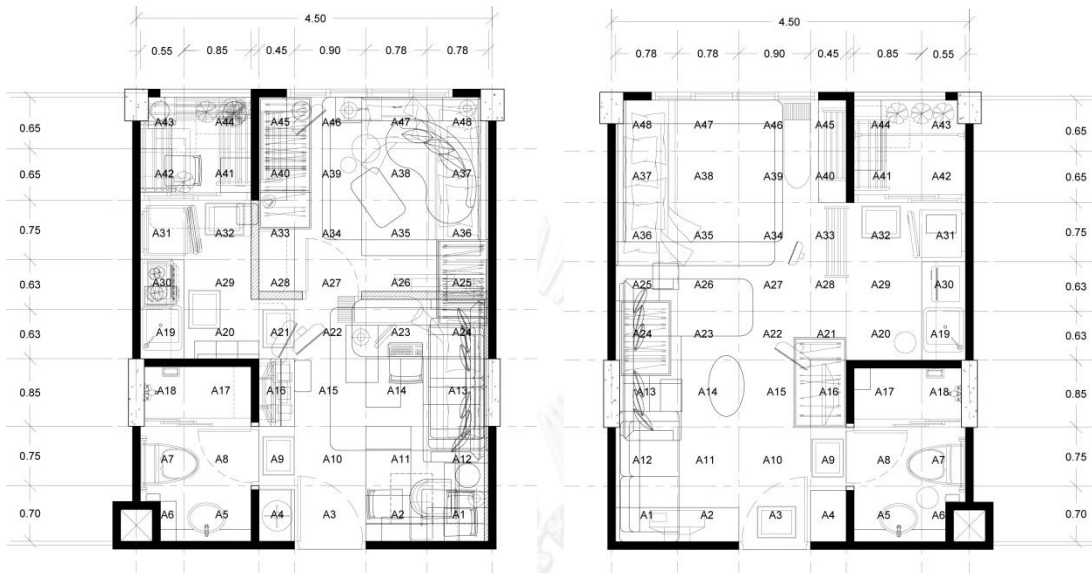 4.50 4.50
0.55 0.85 0.45 0.90 0.78 0.78 0.78 0.78 0.90 0.45 0.85 0.55
0.65 A43 A44 A45 A46 A47 A48 A48 A47 A46 A45 A44 A43 0.65
0.65 A42 A41 A40 A39 A38 A37 A37 A38 A39 A40 A41 A42 0.65
0.75 A31 A32 A33 A34 A35 A36 A36 A35 A34 A33 A32 A31 0.75
0.63 A30 A29 A28 A27 A26 A25 A25 A26 A27 A28 A29 A30 0.63
0.63 A19 A20 A21 A22 A23 A24 A24 A23 A22 A21 A20 A19 0.63
0.85 A18 A17 A16 A15 A14 A13 A13 A14 A15 A16 A17 A18 0.85
0.75 A7 A8 A9 A10 A11 A12 A12 A11 A10 A9 A8 A7 0.75
0.70 A6 A5 A4 A3 A2 A1 A1 A2 A3 A4 A5 A6 0.70